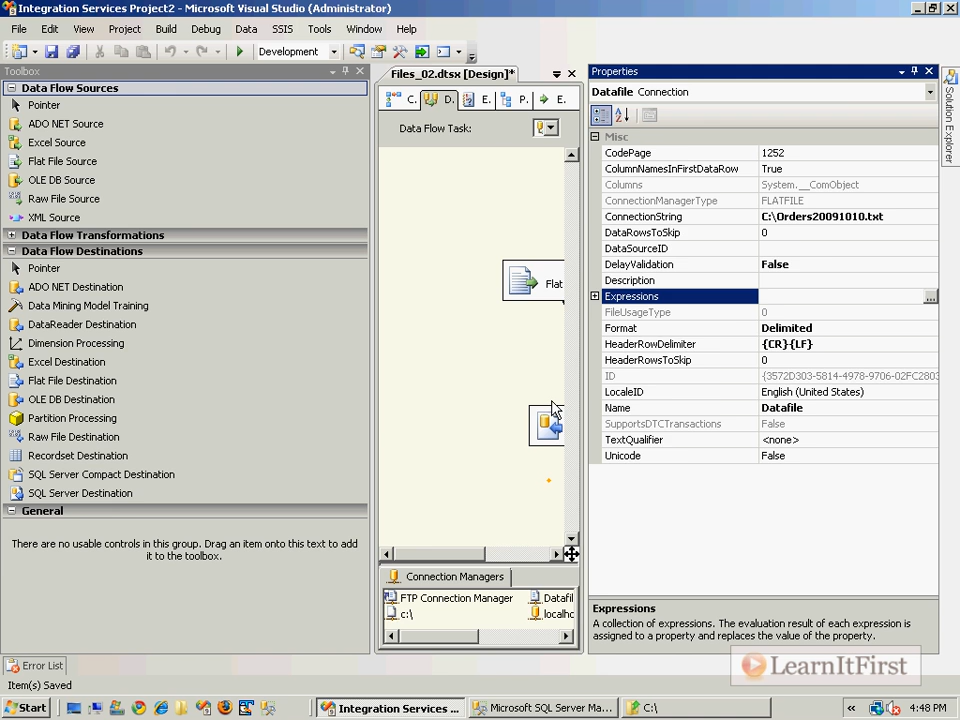 Integration Services Project2 - Microsoft Visual Studio (Administrator)
File Edit View Project Build Debug Data SSIS Tools Window Help
Development
Toolbox
Data Flow Sources
Pointer
ADO NET Source
Excel Source
Flat File Source
OLE DB Source
Raw File Source
XML Source
Data Flow Transformations
Data Flow Destinations
Pointer
ADO NET Destination
Data Mining Model Training
DataReader Destination
Dimension Processing
Excel Destination
Flat File Destination
OLE DB Destination
Partition Processing
Raw File Destination
Recordset Destination
SQL Server Compact Destination
SQL Server Destination
General
There are no usable controls in this group. Drag an item onto this text to add
it to the toolbox.
Files_02.dtsx [Design]*
C. D. E. P. E.
Data Flow Task:
Flat
Connection Managers
FTP Connection Manager Datafil
c:\ localho
Properties
Datafile Connection
Misc
CodePage 1252
ColumnNamesInFirstDataRow True
Columns System.__ComObject
ConnectionManagerType FLATFILE
ConnectionString C:\Orders20091010.txt
DataRowsToSkip 0
DataSourceID
DelayValidation False
Description
Expressions ...
FileUsageType 0
Format Delimited
HeaderRowDelimiter {CR}{LF}
HeaderRowsToSkip 0
ID {3572D303-5814-4978-9706-02FC2803
LocaleID English (United States)
Name Datafile
SupportsDTCTransactions False
TextQualifier <none>
Unicode False
Expressions
A collection of expressions. The evaluation result of each expression is
assigned to a property and replaces the value of the property.
Solution Explorer
LearnItFirst
Error List
Item(s) Saved
Start Integration Services ... Microsoft SQL Server Ma... C:\ « 4:48 PM